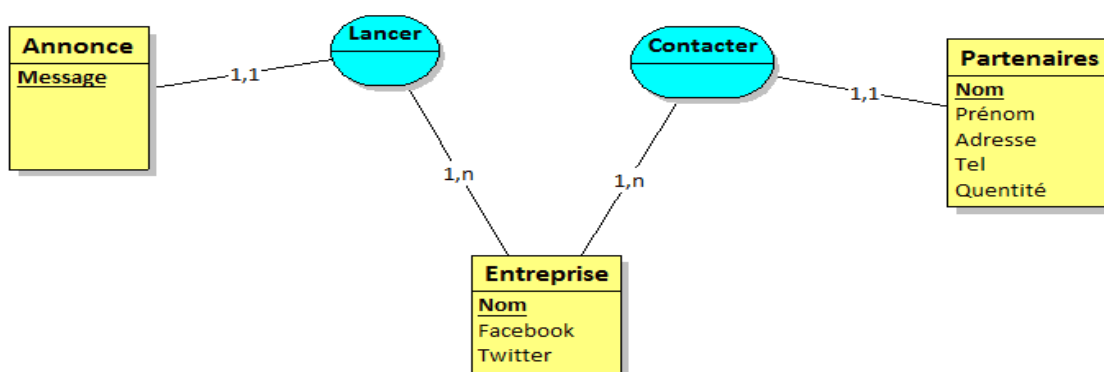 Annonce
Message
Lancer
1,1
1,n
Contacter
1,1
1,n
Partenaires
Nom
Prénom
Adresse
Tel
Quentité
Entreprise
Nom
Facebook
Twitter